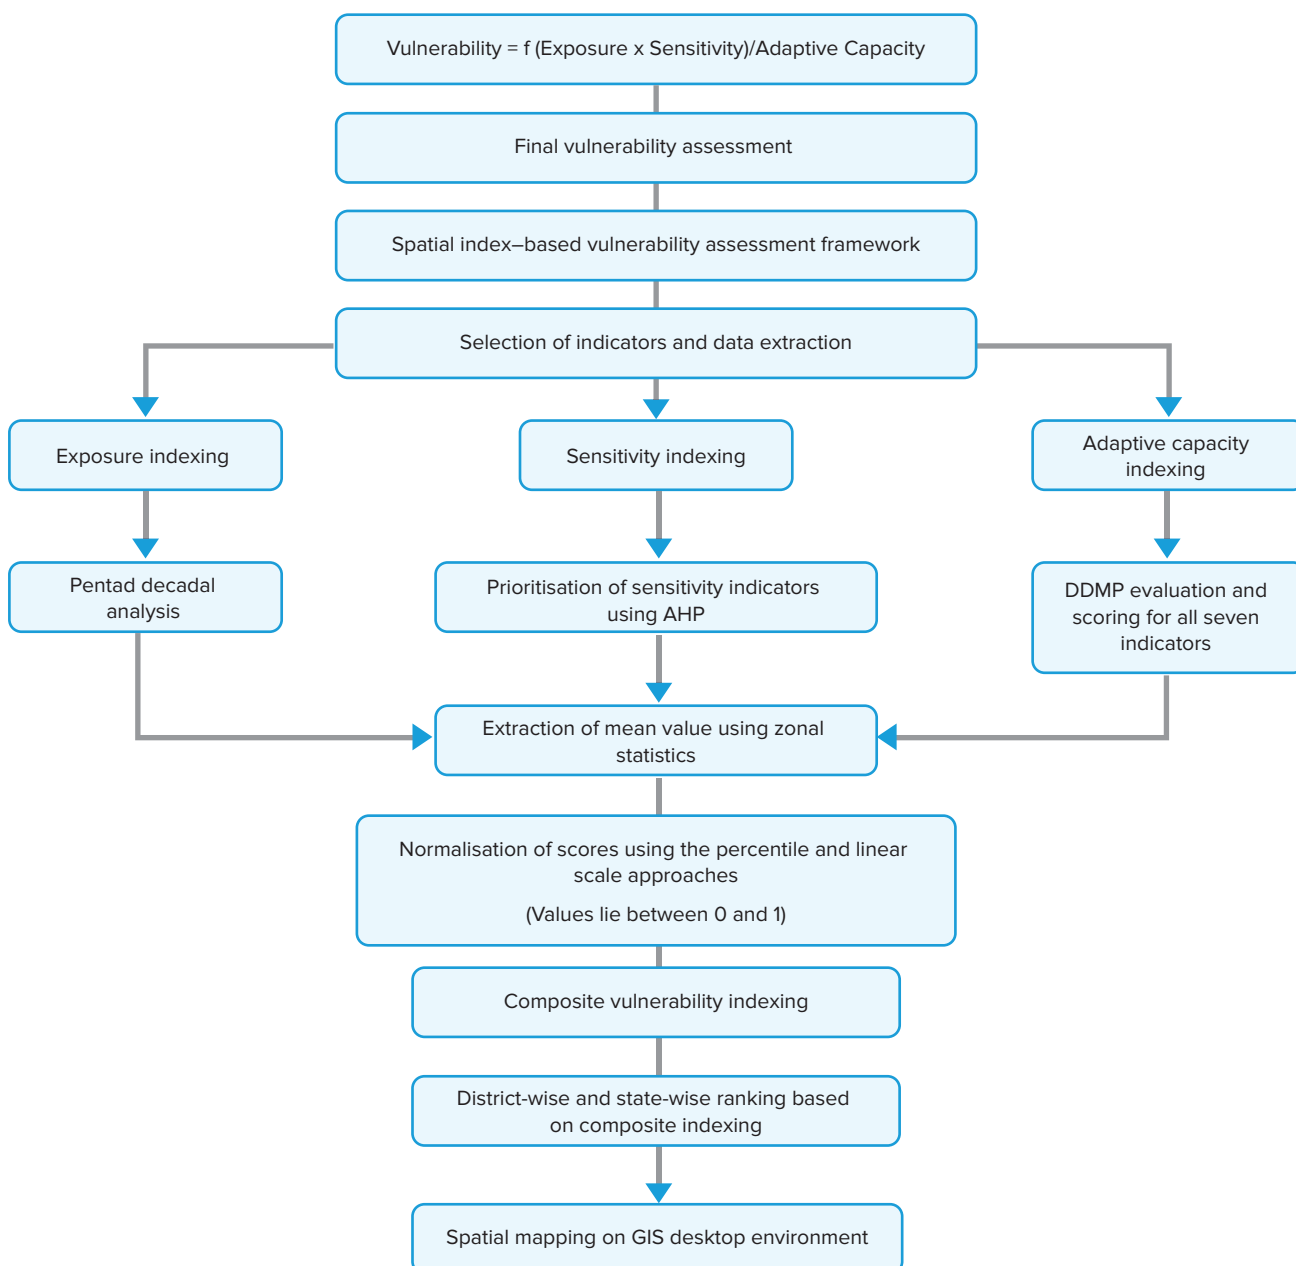 Vulnerability = f (Exposure x Sensitivity)/Adaptive Capacity
Final vulnerability assessment
Spatial index–based vulnerability assessment framework
Selection of indicators and data extraction
Exposure indexing
Sensitivity indexing
Adaptive capacity
indexing
Pentad decadal
analysis
Prioritisation of sensitivity indicators
using AHP
DDMP evaluation and
scoring for all seven
indicators
Extraction of mean value using zonal
statistics
Normalisation of scores using the percentile and linear
scale approaches
(Values lie between 0 and 1)
Composite vulnerability indexing
District-wise and state-wise ranking based
on composite indexing
Spatial mapping on GIS desktop environment